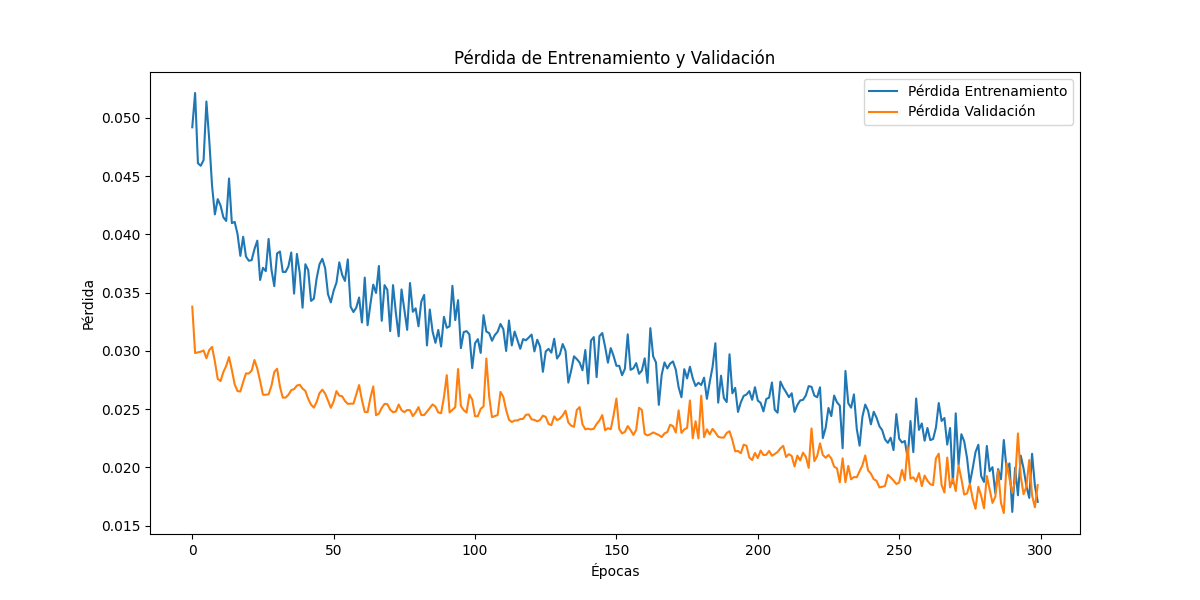 Pérdida de Entrenamiento y Validación
Pérdida Entrenamiento
Pérdida Validación
Pérdida
0.050
0.045
0.040
0.035
0.030
0.025
0.020
0.015
0 50 100 150 200 250 300
Épocas